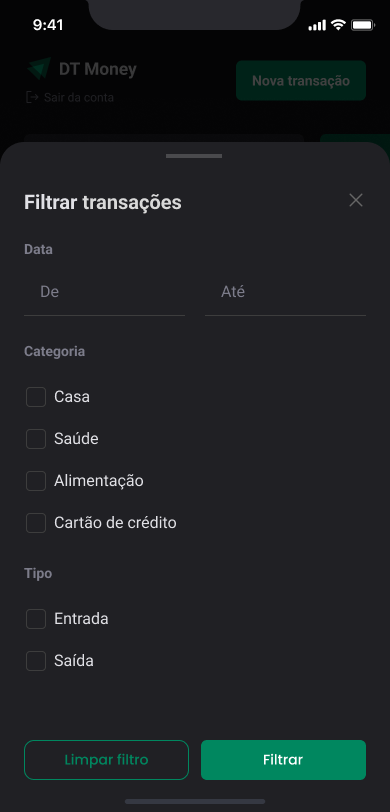 9:41
DT Money
Nova transação
Sair da conta
Filtrar transações
Data
De
Até
Categoria
Casa
Saúde
Alimentação
Cartão de crédito
Tipo
Entrada
Saída
Limpar filtro
Filtrar